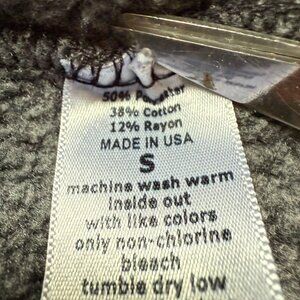 50% Polyester
38% Cotton
12% Rayon
MADE IN USA
S
machine wash warm
inside out
with like colors
only non-chlorine
bleach
tumble dry low